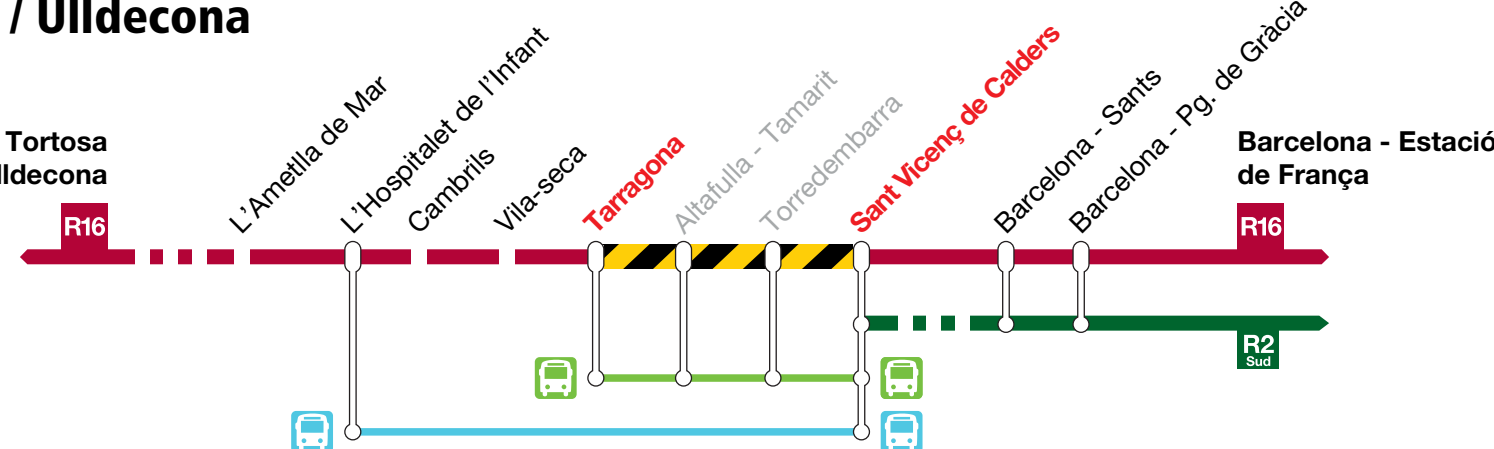 / Ulldecona
Tortosa
lldecona
R16
L'Ametlla de Mar
L'Hospitalet de l'Infant
Cambrils
Vila-seca
Tarragona
Altafulla - Tamarit
Torredembarra
Sant Vicenç de Calders
Barcelona - Sants
Barcelona - Pg. de Gràcia
Barcelona - Estació
de França
R16
R2
Sud